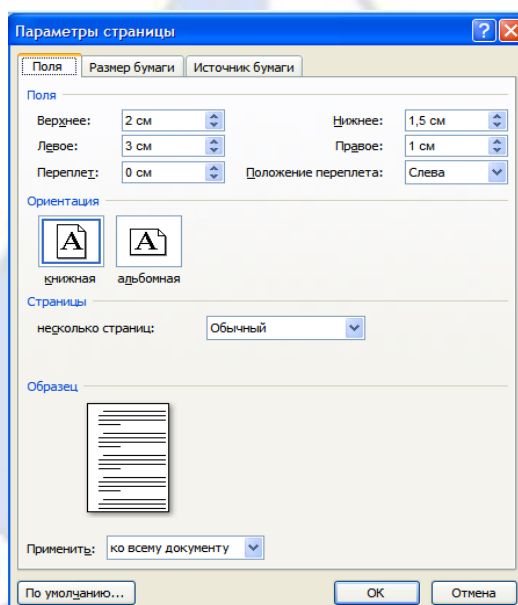 Параметры страницы
Поля Размер бумаги Источник бумаги
Поля
Верхнее: 2 см Нижнее: 1,5 см
Левое: 3 см Правое: 1 см
Переплет: 0 см Положение переплета: Слева
Ориентация
A A
книжная альбомная
Страницы
несколько страниц: Обычный
Образец
Применить: ко всему документу
По умолчанию... ОК Отмена